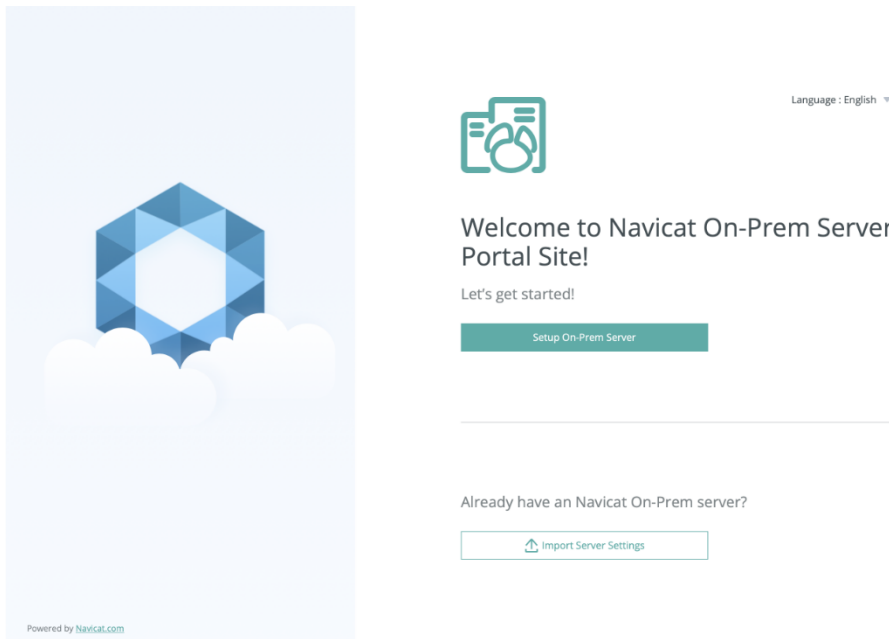 Language : English
Welcome to Navicat On-Prem Server
Portal Site!
Let's get started!
Setup On-Prem Server
Already have an Navicat On-Prem server?
Import Server Settings
Powered by Navicat.com